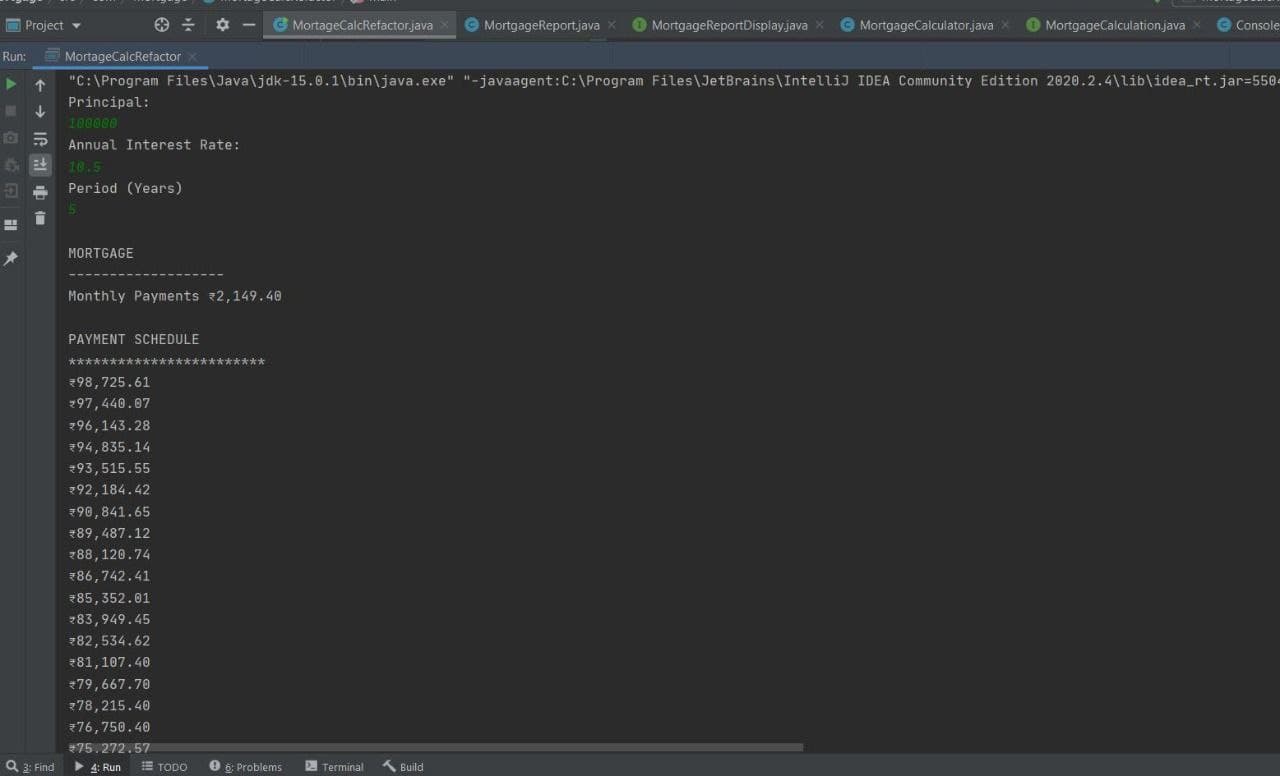 Project
MortageCalcRefactor.java
MortgageReport.java
MortgageReportDisplay.java
MortgageCalculator.java
MortgageCalculation.java
Console
Run:
MortageCalcRefactor
"C:\Program Files\Java\jdk-15.0.1\bin\java.exe" "-javaagent:C:\Program Files\JetBrains\IntelliJ IDEA Community Edition 2020.2.4\lib\idea_rt.jar=5504
Principal:
100000
Annual Interest Rate:
10.5
Period (Years)
5
MORTGAGE
-------------------
Monthly Payments ₹2,149.40
PAYMENT SCHEDULE
************************
₹98,725.61
₹97,440.07
₹96,143.28
₹94,835.14
₹93,515.55
₹92,184.42
₹90,841.65
₹89,487.12
₹88,120.74
₹86,742.41
₹85,352.01
₹83,949.45
₹82,534.62
₹81,107.40
₹79,667.70
₹78,215.40
₹76,750.40
₹75,272.57
3: Find
4: Run
TODO
6: Problems
Terminal
Build